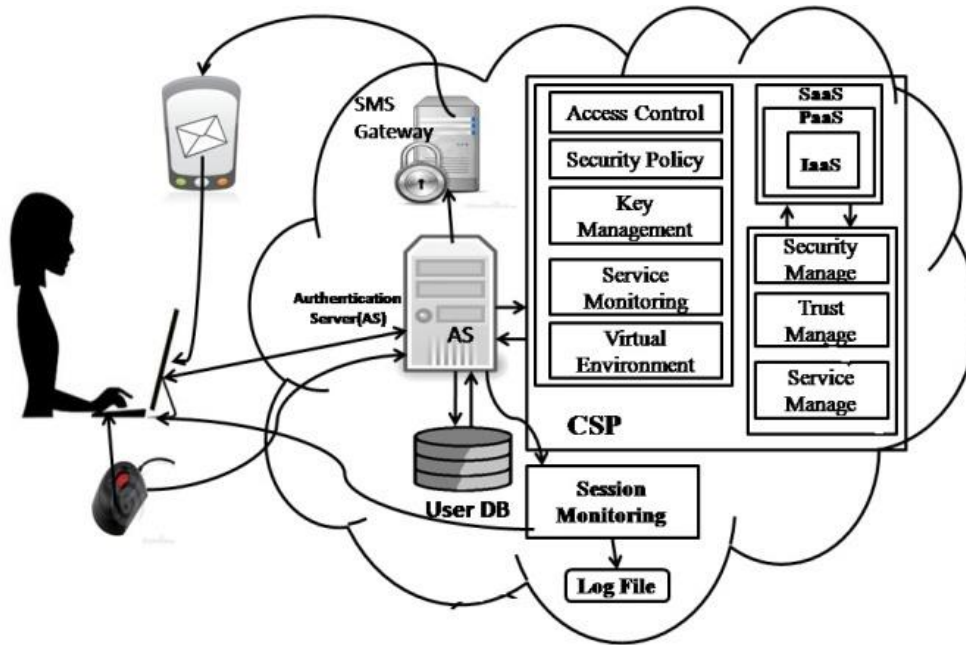 SMS
Gateway
Access Control
Security Policy
Key
Management
Service
Monitoring
Virtual
Environment
SaaS
PaaS
IaaS
Security
Manage
Trust
Manage
Service
Manage
CSP
Authentication
Server(AS)
AS
User DB
Session
Monitoring
Log File